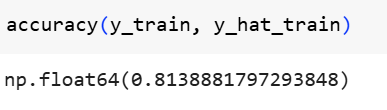 accuracy(y_train, y_hat_train)
np.float64(0.8138881797293848)